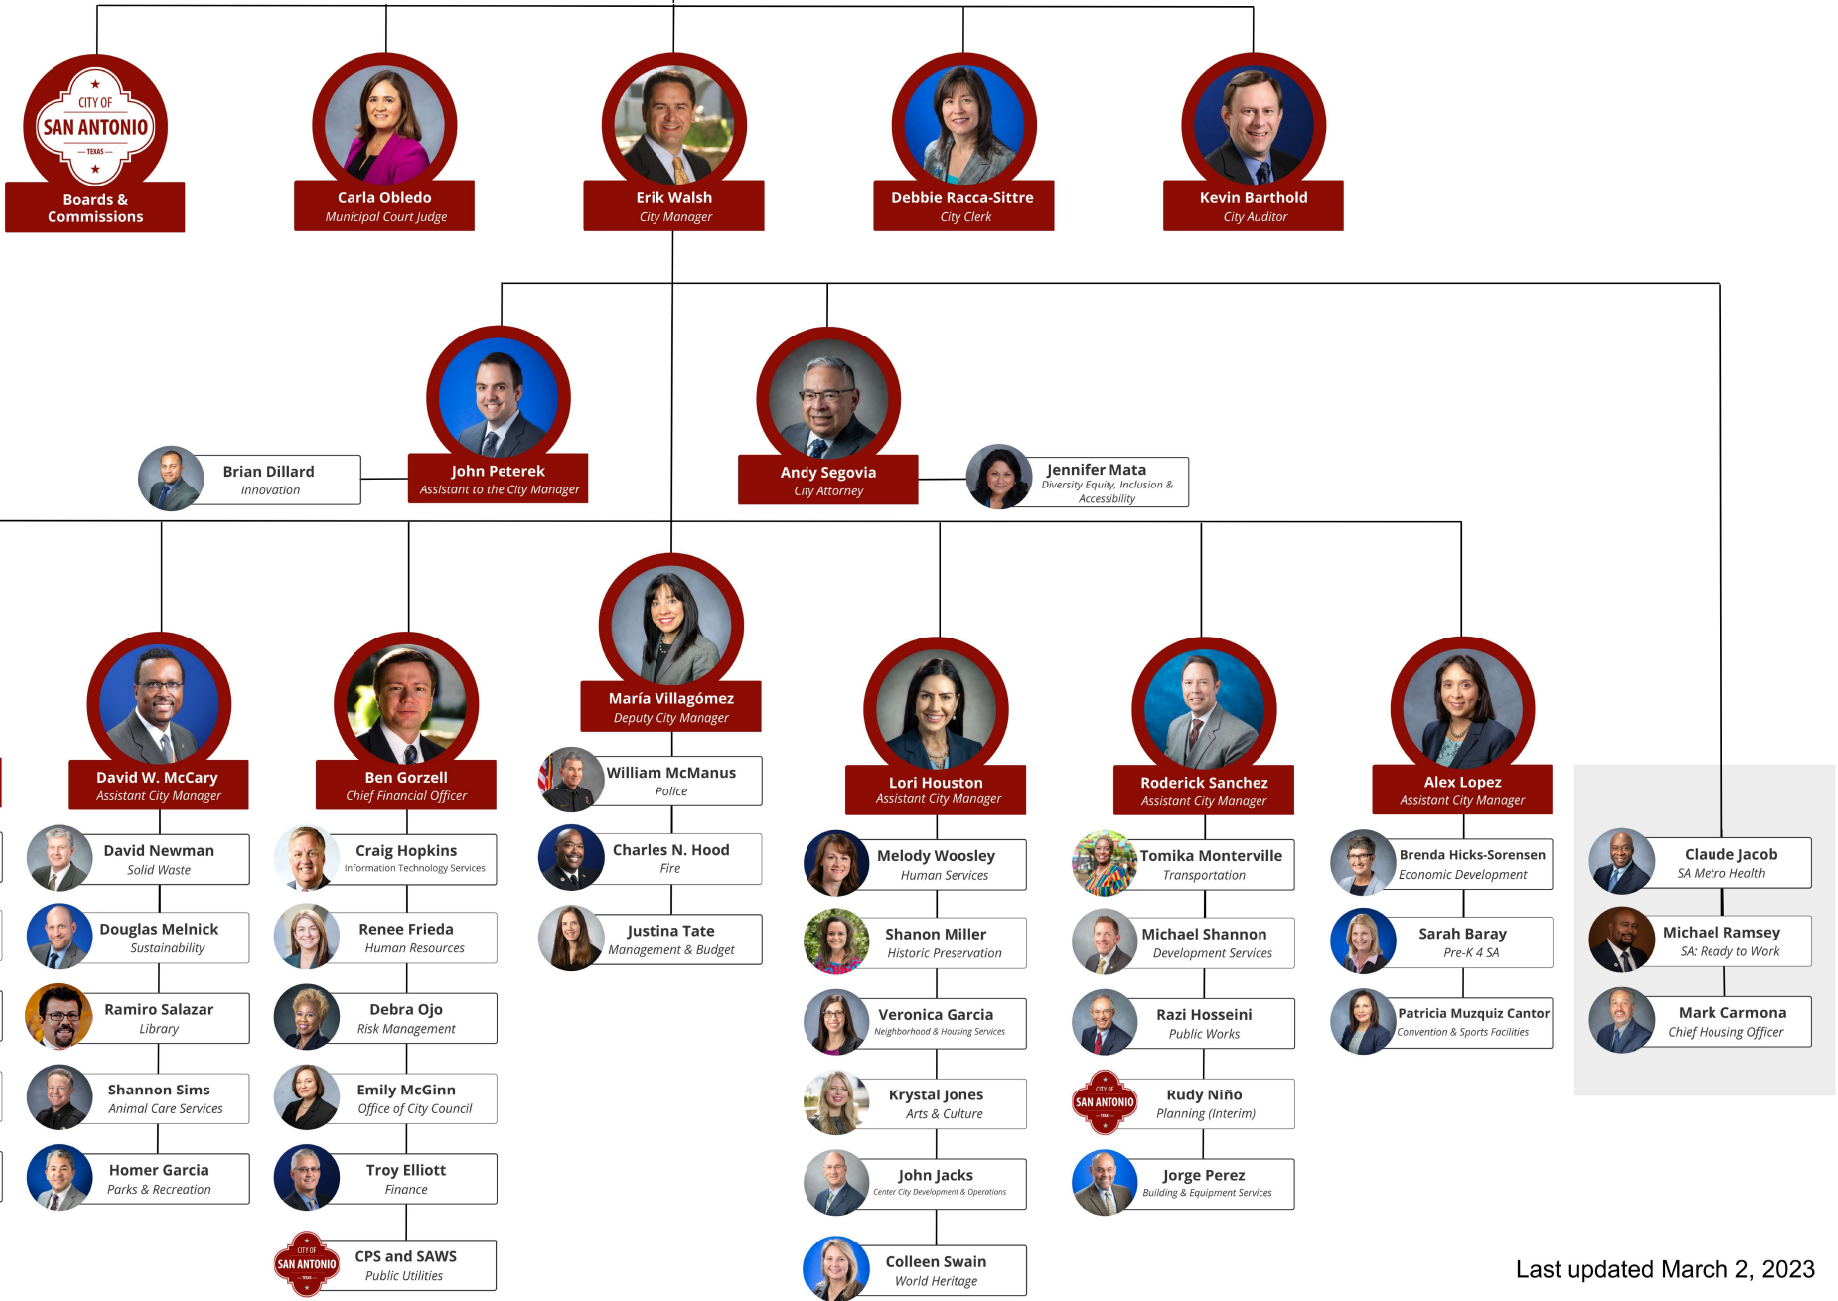 CITY OF
SAN ANTONIO
TEXAS
Boards &
Commissions
Carla Obledo
Municipal Court Judge
Erik Walsh
City Manager
Debbie Racca-Sittre
City Clerk
Kevin Barthold
City Auditor
Brian Dillard
Innovation
John Peterek
Assistant to the City Manager
Andy Segovia
City Attorney
Jennifer Mata
Diversity Equity, Inclusion &
Accessibility
David W. McCary
Assistant City Manager
David Newman
Solid Waste
Douglas Melnick
Sustainability
Ramiro Salazar
Library
Shannon Sims
Animal Care Services
Homer Garcia
Parks & Recreation
Ben Gorzell
Chief Financial Officer
Craig Hopkins
Information Technology Services
Renee Frieda
Human Resources
Debra Ojo
Risk Management
Emily McGinn
Office of City Council
Troy Elliott
Finance
CITY OF
SAN ANTONIO
TEXAS
CPS and SAWS
Public Utilities
María Villagómez
Deputy City Manager
William McManus
Police
Charles N. Hood
Fire
Justina Tate
Management & Budget
Lori Houston
Assistant City Manager
Melody Woosley
Human Services
Shanon Miller
Historic Preservation
Veronica Garcia
Neighborhood & Housing Services
Krystal Jones
Arts & Culture
John Jacks
Center City Development & Operations
Colleen Swain
World Heritage
Roderick Sanchez
Assistant City Manager
Tomika Monterville
Transportation
Michael Shannon
Development Services
Razi Hosseini
Public Works
CITY OF
SAN ANTONIO
TEXAS
Rudy Niño
Planning (Interim)
Jorge Perez
Building & Equipment Services
Alex Lopez
Assistant City Manager
Brenda Hicks-Sorensen
Economic Development
Sarah Baray
Pre-K 4 SA
Patricia Muzquiz Cantor
Convention & Sports Facilities
Claude Jacob
SA Metro Health
Michael Ramsey
SA: Ready to Work
Mark Carmona
Chief Housing Officer
Last updated March 2, 2023